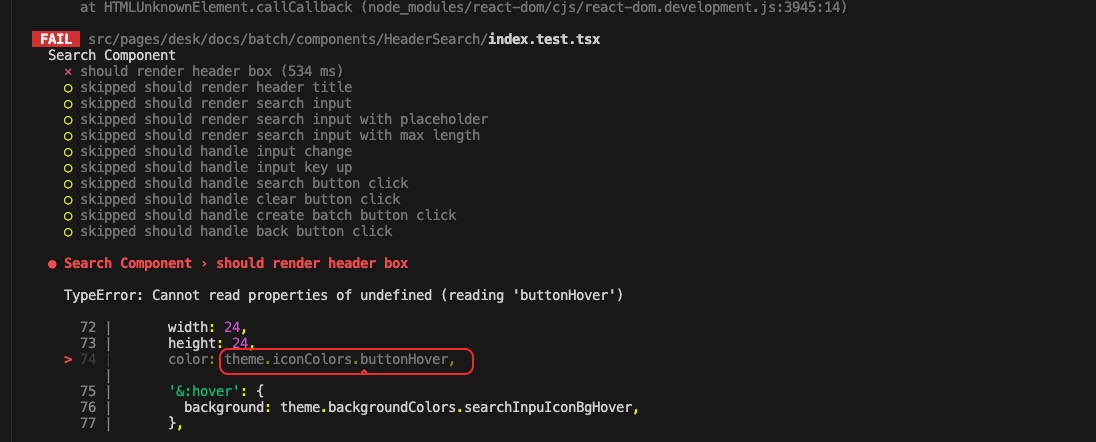 at HTMLUnknownElement.callCallback (node_modules/react-dom/cjs/react-dom.development.js:3945:14)
FAIL src/pages/desk/docs/batch/components/HeaderSearch/index.test.tsx
Search Component
✕ should render header box (534 ms)
○ skipped should render header title
○ skipped should render search input
○ skipped should render search input with placeholder
○ skipped should render search input with max length
○ skipped should handle input change
○ skipped should handle input key up
○ skipped should handle search button click
○ skipped should handle clear button click
○ skipped should handle create batch button click
○ skipped should handle back button click
● Search Component › should render header box
TypeError: Cannot read properties of undefined (reading 'buttonHover')
72 | width: 24,
73 | height: 24,
> 74 | color: theme.iconColors.buttonHover,
| ^
75 | '&:hover': {
76 | background: theme.backgroundColors.searchInpuIconBgHover,
77 | },